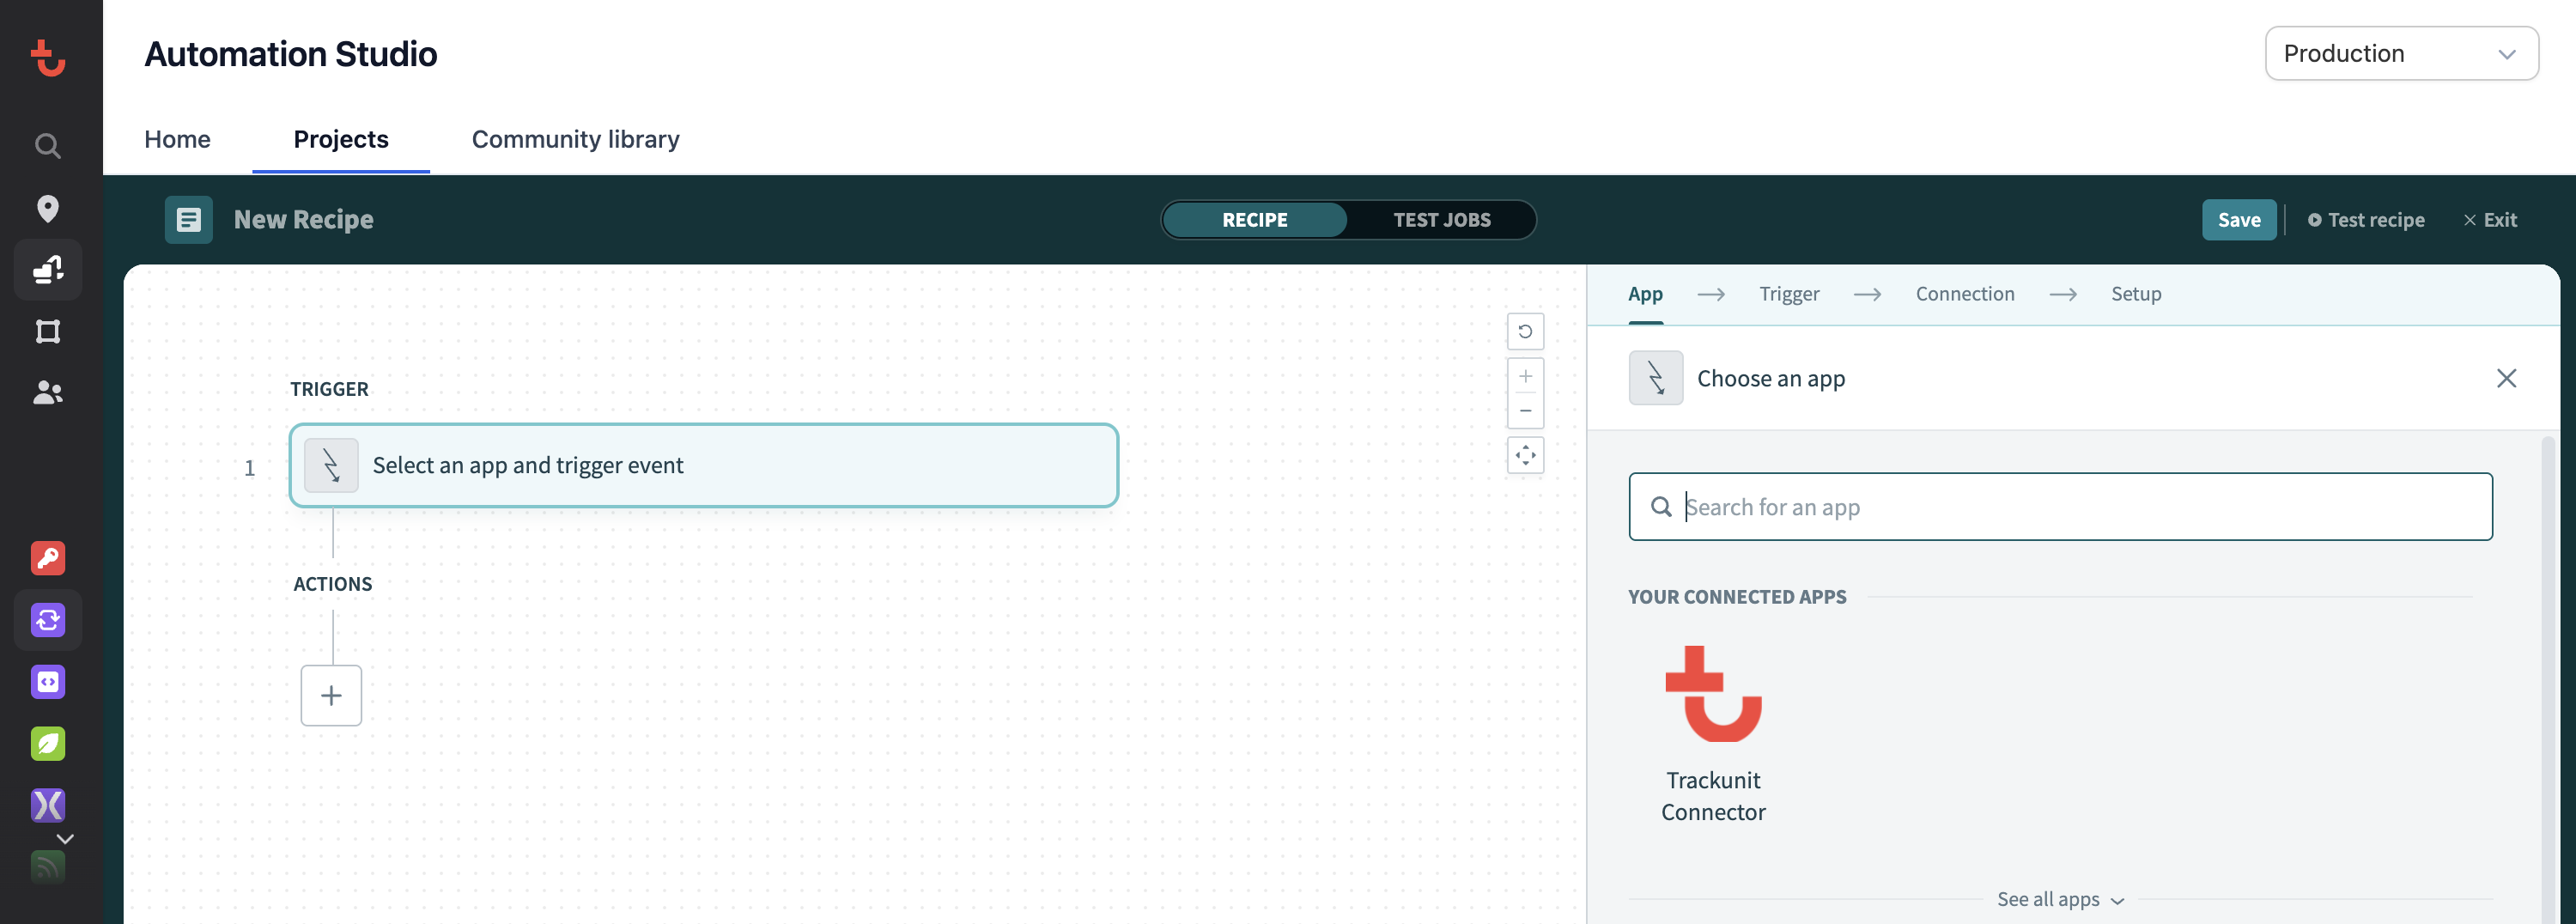 Automation Studio
Production
Home
Projects
Community library
New Recipe
RECIPE
TEST JOBS
Save
Test recipe
Exit
App
Trigger
Connection
Setup
Choose an app
TRIGGER
1
Select an app and trigger event
ACTIONS
Search for an app
YOUR CONNECTED APPS
Trackunit
Connector
See all apps